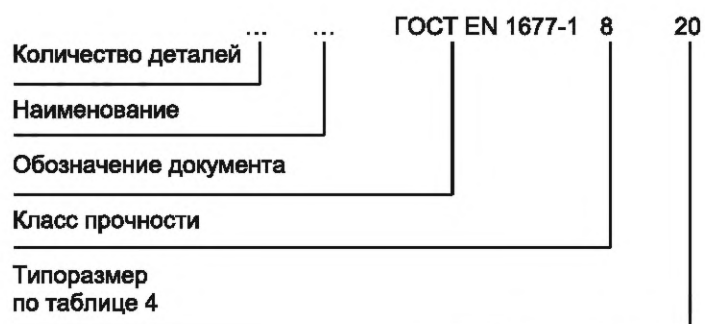 ... ... ГОСТ EN 1677-1 8 20
Количество деталей
Наименование
Обозначение документа
Класс прочности
Типоразмер
по таблице 4